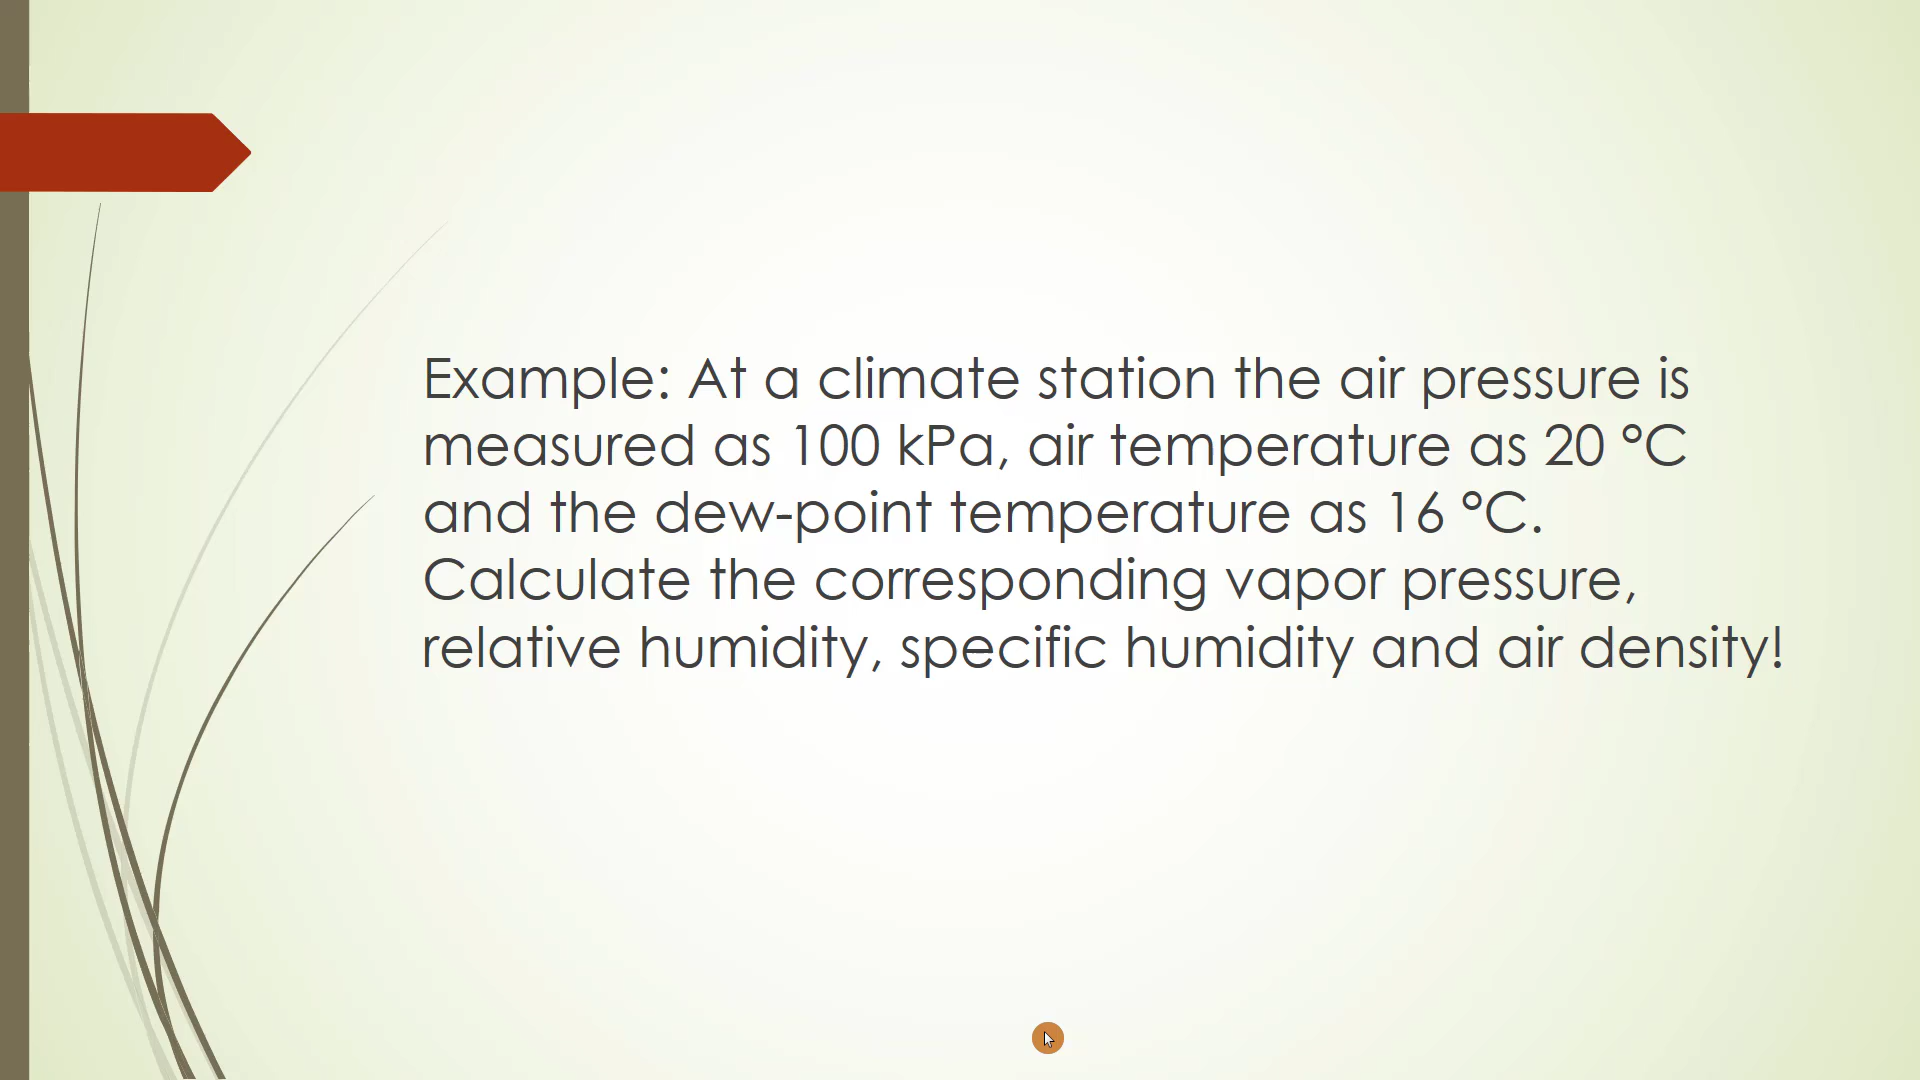 Example: At a climate station the air pressure is
measured as 100 kPa, air temperature as 20 °C
and the dew-point temperature as 16 °C.
Calculate the corresponding vapor pressure,
relative humidity, specific humidity and air density!